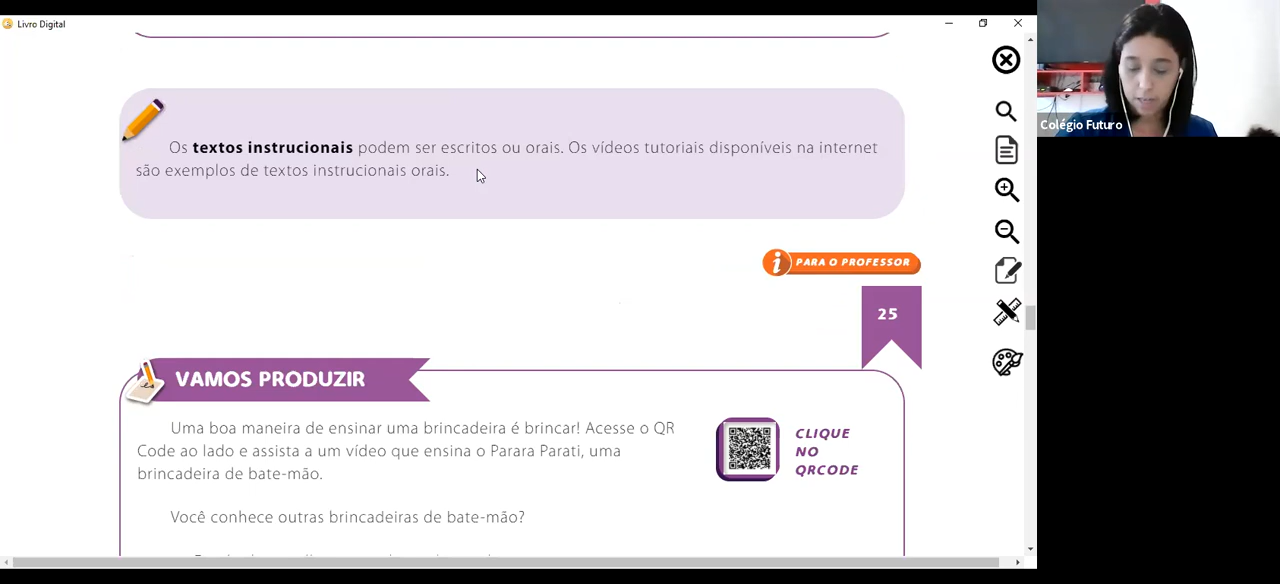 Livro Digital
Os textos instrucionais podem ser escritos ou orais. Os vídeos tutoriais disponíveis na internet
são exemplos de textos instrucionais orais.
PARA O PROFESSOR
25
VAMOS PRODUZIR
Uma boa maneira de ensinar uma brincadeira é brincar! Acesse o QR
Code ao lado e assista a um vídeo que ensina o Parara Parati, uma
brincadeira de bate-mão.
CLIQUE
NO
QRCODE
Você conhece outras brincadeiras de bate-mão?
Colégio Futuro